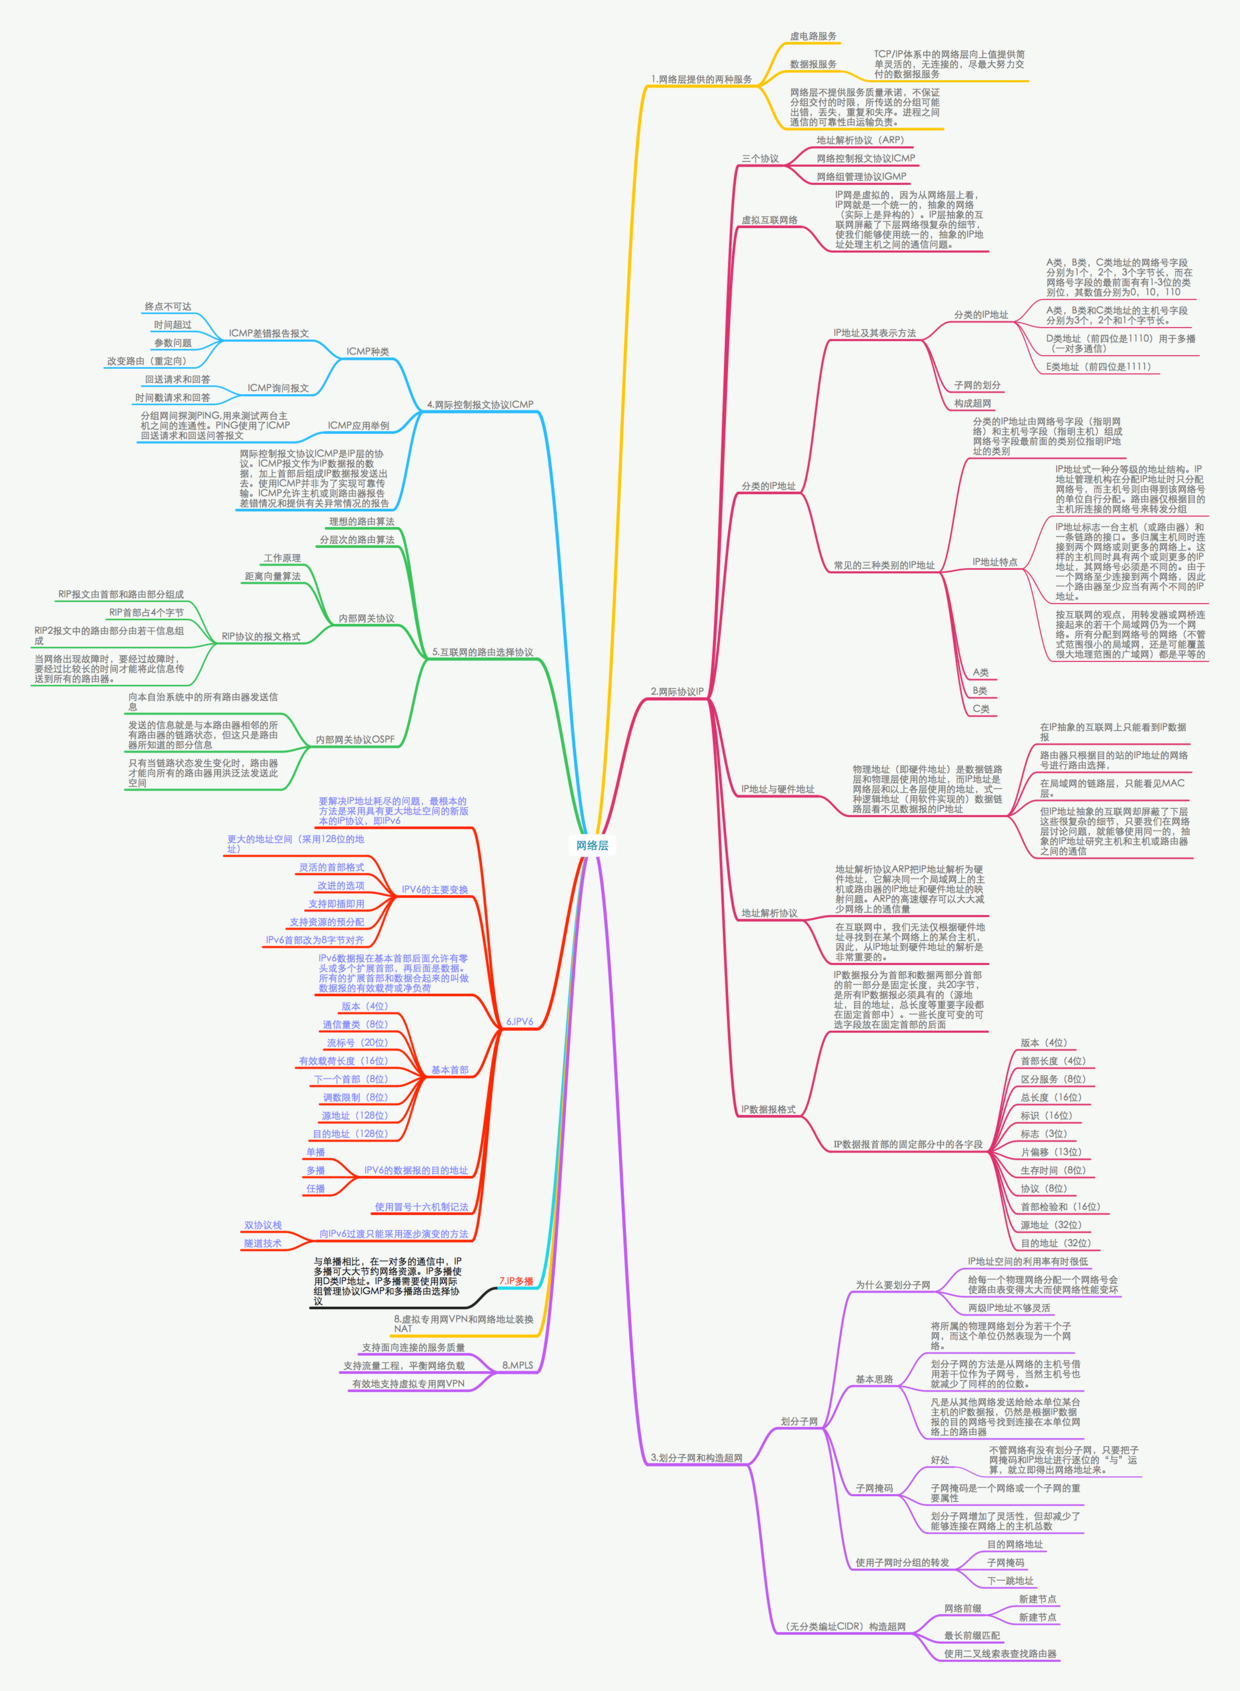 网络层
1.网络层提供的两种服务
虚电路服务
数据报服务
TCP/IP体系中的网络层向上值提供简
单灵活的，无连接的，尽最大努力交
付的数据报服务
网络层不提供服务质量承诺，不保证
分组交付的时限，所传送的分组可能
出错，丢失，重复和失序。进程之间
通信的可靠性由运输负责。
2.网际协议IP
三个协议
地址解析协议（ARP）
网络控制报文协议ICMP
网络组管理协议IGMP
虚拟互联网络
IP网是虚拟的，因为从网络层上看，
IP网就是一个统一的，抽象的网络
（实际上是异构的）。IP层抽象的互
联网屏蔽了下层网络很复杂的细节，
使我们能够使用统一的，抽象的IP地
址处理主机之间的通信问题。
分类的IP地址
IP地址及其表示方法
分类的IP地址
A类，B类，C类地址的网络号字段
分别为1个，2个，3个字节长，而在
网络号字段的最前面有有1-3位的类
别位，其数值分别为0，10，110
A类，B类和C类地址的主机号字段
分别为3个，2个和1个字节长。
D类地址（前四位是1110）用于多播
（一对多通信）
E类地址（前四位是1111）
子网的划分
构成超网
常见的三种类别的IP地址
分类的IP地址由网络号字段（指明网
络）和主机号字段（指明主机）组成
网络号字段最前面的类别位指明IP地
址的类别
IP地址特点
IP地址式一种分等级的地址结构。IP
地址管理机构在分配IP地址时只分配
网络号，而主机号则由得到该网络号
的单位自行分配。路由器仅根据目的
主机所连接的网络号来转发分组
IP地址标志一台主机（或路由器）和
一条链路的接口。多归属主机同时连
接到两个网络或则更多的网络上。这
样的主机同时具有两个或则更多的IP
地址，其网络号必须是不同的。由于
一个网络至少连接到两个网络，因此
一个路由器至少应当有两个不同的IP
地址。
按互联网的观点，用转发器或网桥连
接起来的若干个局域网仍为一个网
络。所有分配到网络号的网络（不管
式范围很小的局域网，还是可能覆盖
很大地理范围的广域网）都是平等的
A类
B类
C类
IP地址与硬件地址
物理地址（即硬件地址）是数据链路
层和物理层使用的地址，而IP地址是
网络层和以上各层使用的地址，式一
种逻辑地址（用软件实现的）数据链
路层看不见数据报的IP地址
在IP抽象的互联网上只能看到IP数据
报
路由器只根据目的站的IP地址的网络
号进行路由选择，
在局域网的链路层，只能看见MAC
层。
但IP地址抽象的互联网却屏蔽了下层
这些很复杂的细节，只要我们在网络
层讨论问题，就能够使用同一的，抽
象的IP地址研究主机和主机或路由器
之间的通信
地址解析协议
地址解析协议ARP把IP地址解析为硬
件地址，它解决同一个局域网上的主
机或路由器的IP地址和硬件地址的映
射问题。ARP的高速缓存可以大大减
少网络上的通信量
在互联网中，我们无法仅根据硬件地
址寻找到在某个网络上的某台主机，
因此，从IP地址到硬件地址的解析是
非常重要的。
IP数据报格式
IP数据报分为首部和数据两部分首部
的前一部分是固定长度，共20字节，
是所有IP数据报必须具有的（源地
址，目的地址，总长度等重要字段都
在固定首部中）。一些长度可变的可
选字段放在固定首部的后面
IP数据报首部的固定部分中的各字段
版本（4位）
首部长度（4位）
区分服务（8位）
总长度（16位）
标识（16位）
标志（3位）
片偏移（13位）
生存时间（8位）
协议（8位）
首部检验和（16位）
源地址（32位）
目的地址（32位）
3.划分子网和构造超网
划分子网
为什么要划分子网
IP地址空间的利用率有时很低
给每一个物理网络分配一个网络号会
使路由表变得太大而使网络性能变坏
两级IP地址不够灵活
基本思路
将所属的物理网络划分为若干个子
网，而这个单位仍然表现为一个网
络。
划分子网的方法是从网络的主机号借
用若干位作为子网号，当然主机号也
就减少了同样的的位数。
凡是从其他网络发送给给本单位某台
主机的IP数据报，仍然是根据IP数据
报的目的网络号找到连接在本单位网
络上的路由器
子网掩码
好处
不管网络有没有划分子网，只要把子
网掩码和IP地址进行逐位的“与”运
算，就立即得出网络地址来。
子网掩码是一个网络或一个子网的重
要属性
划分子网增加了灵活性，但却减少了
能够连接在网络上的主机总数
使用子网时分组的转发
目的网络地址
子网掩码
下一跳地址
（无分类编址CIDR）构造超网
网络前缀
新建节点
新建节点
最长前缀匹配
使用二叉线索表查找路由器
4.网际控制报文协议ICMP
ICMP种类
ICMP差错报告报文
终点不可达
时间超过
参数问题
改变路由（重定向）
ICMP询问报文
回送请求和回答
时间戳请求和回答
ICMP应用举例
分组网间探测PING,用来测试两台主
机之间的连通性。PING使用了ICMP
回送请求和回送问答报文
网际控制报文协议ICMP是IP层的协
议。ICMP报文作为IP数据报的数
据，加上首部后组成IP数据报发送出
去。使用ICMP并非为了实现可靠传
输。ICMP允许主机或则路由器报告
差错情况和提供有关异常情况的报告
5.互联网的路由选择协议
理想的路由算法
分层次的路由算法
内部网关协议
工作原理
距离向量算法
RIP协议的报文格式
RIP报文由首部和路由部分组成
RIP首部占4个字节
RIP2报文中的路由部分由若干信息组
成
当网络出现故障时，要经过故障时，
要经过比较长的时间才能将此信息传
送到所有的路由器。
内部网关协议OSPF
向本自治系统中的所有路由器发送信
息
发送的信息就是与本路由器相邻的所
有路由器的链路状态，但这只是路由
器所知道的部分信息
只有当链路状态发生变化时，路由器
才能向所有的路由器用洪泛法发送此
空间
6.IPV6
要解决IP地址耗尽的问题，最根本的
方法是采用具有更大地址空间的新版
本的IP协议，即IPv6
IPV6的主要变换
更大的地址空间（采用128位的地
址）
灵活的首部格式
改进的选项
支持即插即用
支持资源的预分配
IPv6首部改为8字节对齐
IPv6数据报在基本首部后面允许有零
头或多个扩展首部，再后面是数据。
所有的扩展首部和数据合起来的叫做
数据报的有效载荷或净负荷
基本首部
版本（4位）
通信量类（8位）
流标号（20位）
有效载荷长度（16位）
下一个首部（8位）
调数限制（8位）
源地址（128位）
目的地址（128位）
IPV6的数据报的目的地址
单播
多播
任播
使用冒号十六机制记法
向IPv6过渡只能采用逐步演变的方法
双协议栈
隧道技术
7.IP多播
与单播相比，在一对多的通信中，IP
多播可大大节约网络资源。IP多播使
用D类IP地址。IP多播需要使用网际
组管理协议IGMP和多播路由选择协
议
8.虚拟专用网VPN和网络地址装换
NAT
8.MPLS
支持面向连接的服务质量
支持流量工程，平衡网络负载
有效地支持虚拟专用网VPN